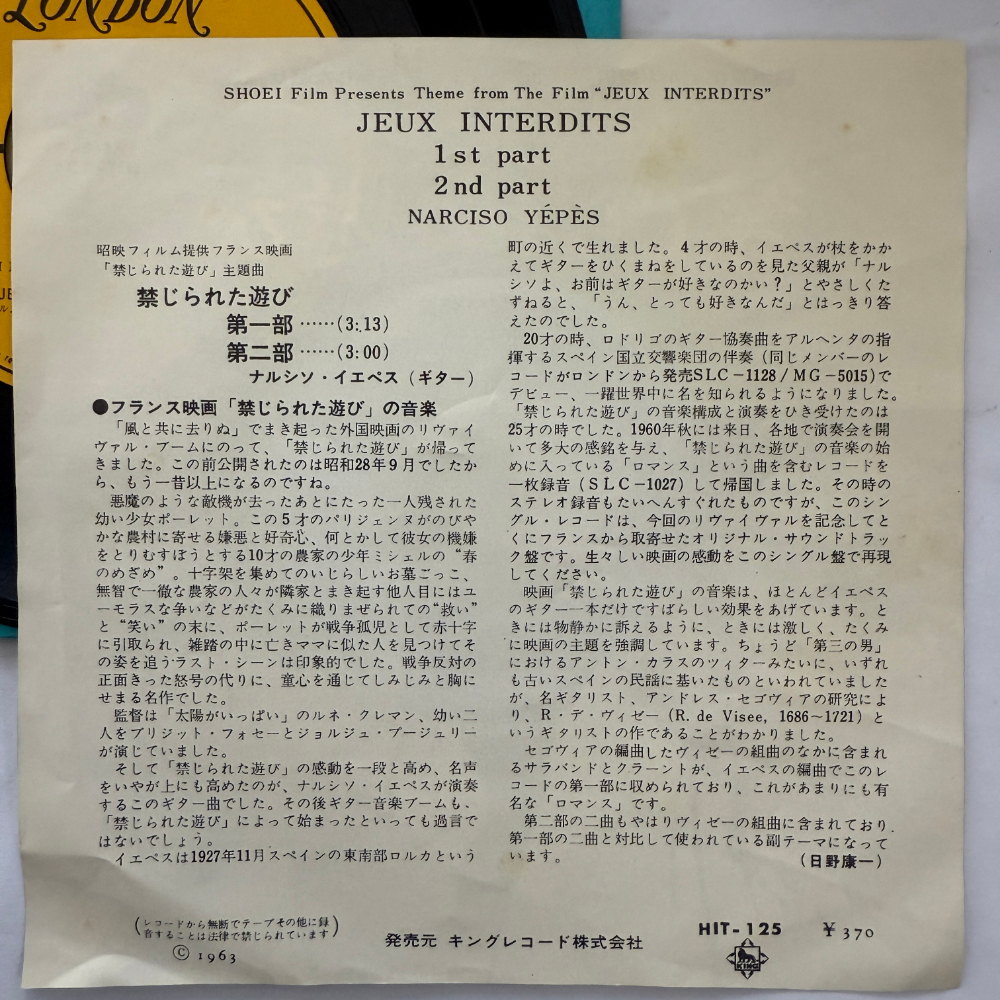 LONDON
SHOEI Film Presents Theme from The Film “JEUX INTERDITS”
JEUX INTERDITS
1st part
2nd part
NARCISO YÉPÈS
昭映フィルム提供フランス映画
「禁じられた遊び」主題曲
禁じられた遊び
第一部……(3:.13)
第二部……(3:00)
ナルシソ・イエペス(ギター)
●フランス映画「禁じられた遊び」の音楽
「風と共に去りぬ」でまき起った外国映画のリヴァイ
ヴァル・ブームにのって、「禁じられた遊び」が帰って
きました。この前公開されたのは昭和28年9月でしたか
ら、もう一昔以上になるのですね。
悪魔のような敵機が去ったあとにたった一人残された
幼い少女ポーレット。この5才のパリジェンヌがのびや
かな農村に寄せる嫌悪と好奇心、何とかして彼女の機嫌
をとりむすぼうとする10才の農家の少年ミシェルの“春
のめざめ”。十字架を集めてのいじらしいお墓ごっこ、
無智で一徹な農家の人々が隣家とまき起す他人目にはユ
ーモラスな争いなどがたくみに織りまぜられての“救い”
と“笑い”の末に、ポーレットが戦争孤児として赤十字
に引取られ、雑踏の中に亡きママに似た人を見つけてそ
の姿を追うラスト・シーンは印象的でした。戦争反対の
正面きった怒号の代りに、童心を通じてしみじみと胸に
せまる名作でした。
監督は「太陽がいっぱい」のルネ・クレマン、幼い二
人をブリジット・フォセーとジョルジュ・プージュリー
が演じていました。
そして「禁じられた遊び」の感動を一段と高め、名声
をいやが上にも高めたのが、ナルシソ・イエペスが演奏
するこのギター曲でした。その後ギター音楽ブームも、
「禁じられた遊び」によって始まったといっても過言で
はないでしょう。
イエペスは1927年11月スペインの東南部ロルカという
町の近くで生れました。4才の時、イエペスが杖をかか
えてギターをひくまねをしているのを見た父親が「ナル
シソよ、お前はギターが好きなのかい?」とやさしくた
ずねると、「うん、とっても好きなんだ」とはっきり答
えたのでした。
20才の時、ロドリゴのギター協奏曲をアルヘンタの指
揮するスペイン国立交響楽団の伴奏(同じメンバーのレ
コードがロンドンから発売SLC-1128/MG-5015)で
デビュー、一躍世界中に名を知られるようになりました。
「禁じられた遊び」の音楽構成と演奏をひき受けたのは
25才の時でした。1960年秋には来日、各地で演奏会を開
いて多大の感銘を与え、「禁じられた遊び」の音楽の始
めに入っている「ロマンス」という曲を含むレコードを
一枚録音(SLC-1027)して帰国しました。その時の
ステレオ録音もたいへんすぐれたものですが、このシン
グル・レコードは、今回のリヴァイヴァルを記念してと
くにフランスから取寄せたオリジナル・サウンドトラッ
ク盤です。生々しい映画の感動をこのシングル盤で再現
してください。
映画「禁じられた遊び」の音楽は、ほとんどイエペス
のギター一本だけですばらしい効果をあげています。と
きには物静かに訴えるように、ときには激しく、たくみ
に映画の主題を強調しています。ちょうど「第三の男」
におけるアントン・カラスのツィターみたいに、いずれ
も古いスペインの民謡に基いたものといわれていました
が、名ギタリスト、アンドレス・セゴヴィアの研究によ
り、R・デ・ヴィゼー(R. de Visee, 1686~1721)と
いうギタリストの作であることがわかりました。
セゴヴィアの編曲したヴィゼーの組曲のなかに含まれ
るサラバンドとクラーントが、イエペスの編曲でこのレ
コードの第一部に収められており、これがあまりにも有
名な「ロマンス」です。
第二部の二曲もやはりヴィゼーの組曲に含まれており、
第一部の二曲と対比して使われている副テーマになって
います。
(日野康一)
(レコードから無断でテープその他に録
音することは法律で禁じられています)
Ⓒ 1963
発売元 キングレコード株式会社
HIT-125 ¥370
KING